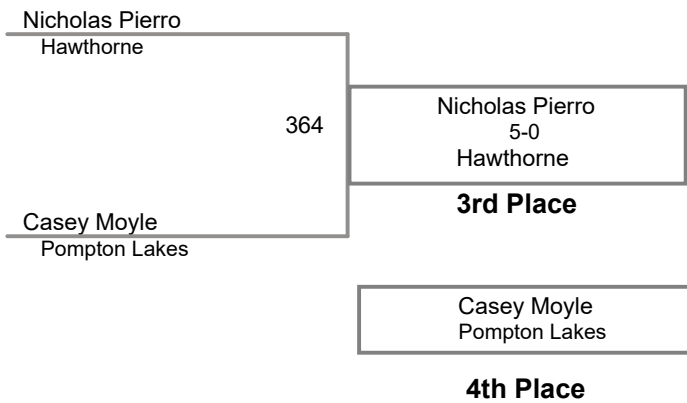 Nicholas Pierro
Hawthorne
364
Nicholas Pierro
5-0
Hawthorne
3rd Place
Casey Moyle
Pompton Lakes
Casey Moyle
Pompton Lakes
4th Place